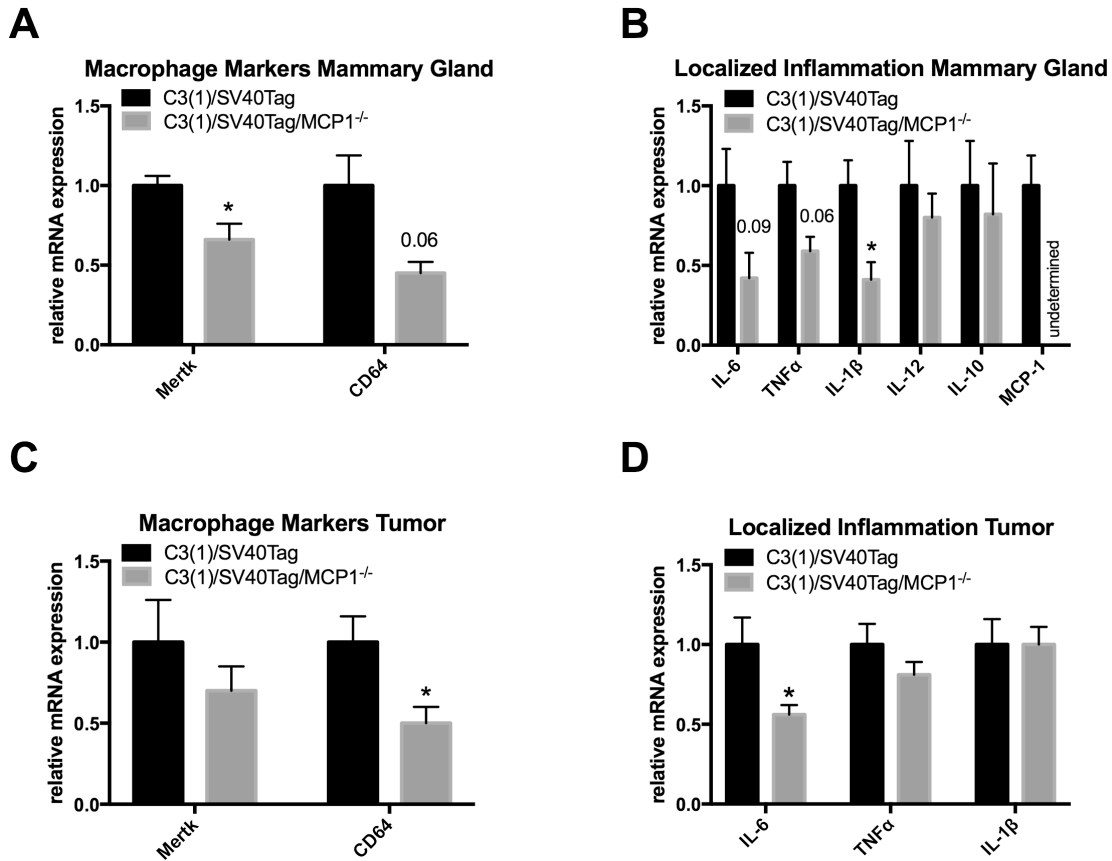 A
Macrophage Markers Mammary Gland
C3(1)/SV40Tag
C3(1)/SV40Tag/MCP1-/-
relative mRNA expression
1.5
1.0
0.5
0.0
*
0.06
Mertk
CD64
B
Localized Inflammation Mammary Gland
C3(1)/SV40Tag
C3(1)/SV40Tag/MCP1-/-
relative mRNA expression
1.5
1.0
0.5
0.0
0.09
0.06
*
undetermined
IL-6
TNFα
IL-1β
IL-12
IL-10
MCP-1
C
Macrophage Markers Tumor
C3(1)/SV40Tag
C3(1)/SV40Tag/MCP1-/-
relative mRNA expression
1.5
1.0
0.5
0.0
*
Mertk
CD64
D
Localized Inflammation Tumor
C3(1)/SV40Tag
C3(1)/SV40Tag/MCP1-/-
relative mRNA expression
1.5
1.0
0.5
0.0
*
IL-6
TNFα
IL-1β